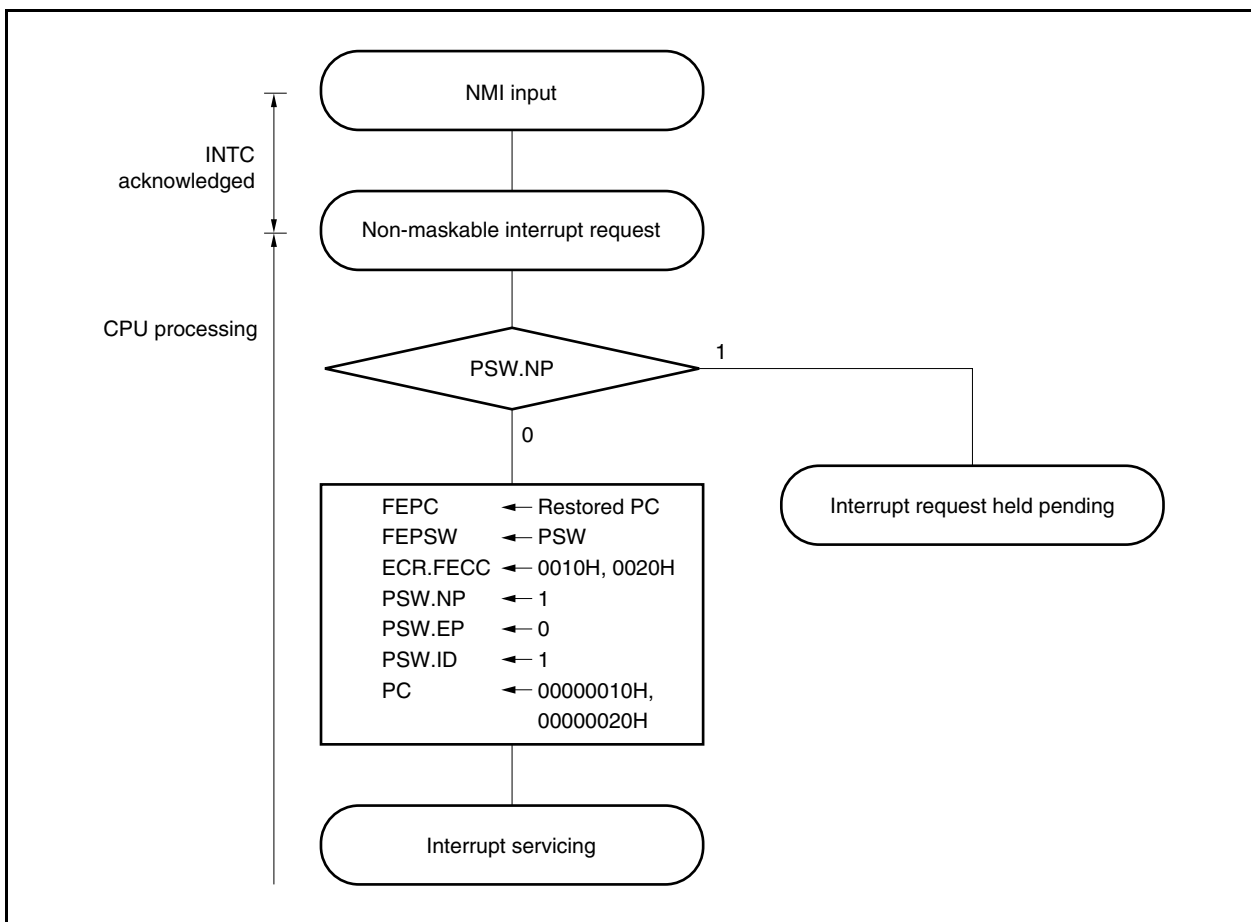 NMI input
INTC
acknowledged
Non-maskable interrupt request
CPU processing
PSW.NP
1
0
FEPC ← Restored PC
FEPSW ← PSW
ECR.FECC ← 0010H, 0020H
PSW.NP ← 1
PSW.EP ← 0
PSW.ID ← 1
PC ← 00000010H,
00000020H
Interrupt request held pending
Interrupt servicing